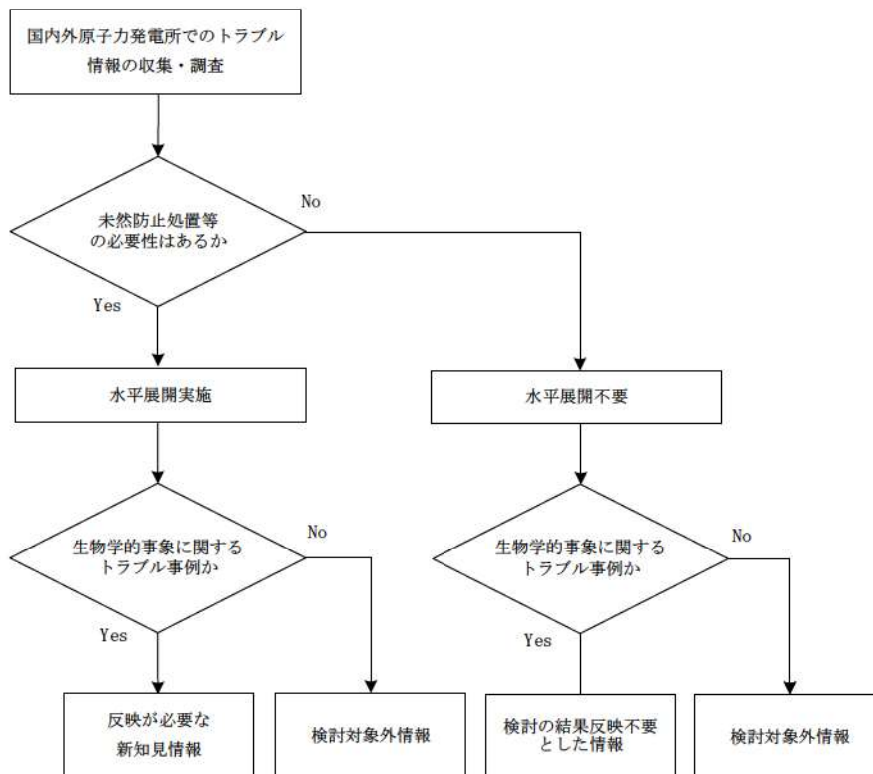 国内外原子力発電所でのトラブル
情報の収集・調査
No
未然防止処置等
の必要性はあるか
Yes
水平展開実施
水平展開不要
生物学的事象に関する
トラブル事例か
No
生物学的事象に関する
トラブル事例か
No
Yes
Yes
反映が必要な
新知見情報
検討対象外情報
検討の結果反映不要
とした情報
検討対象外情報